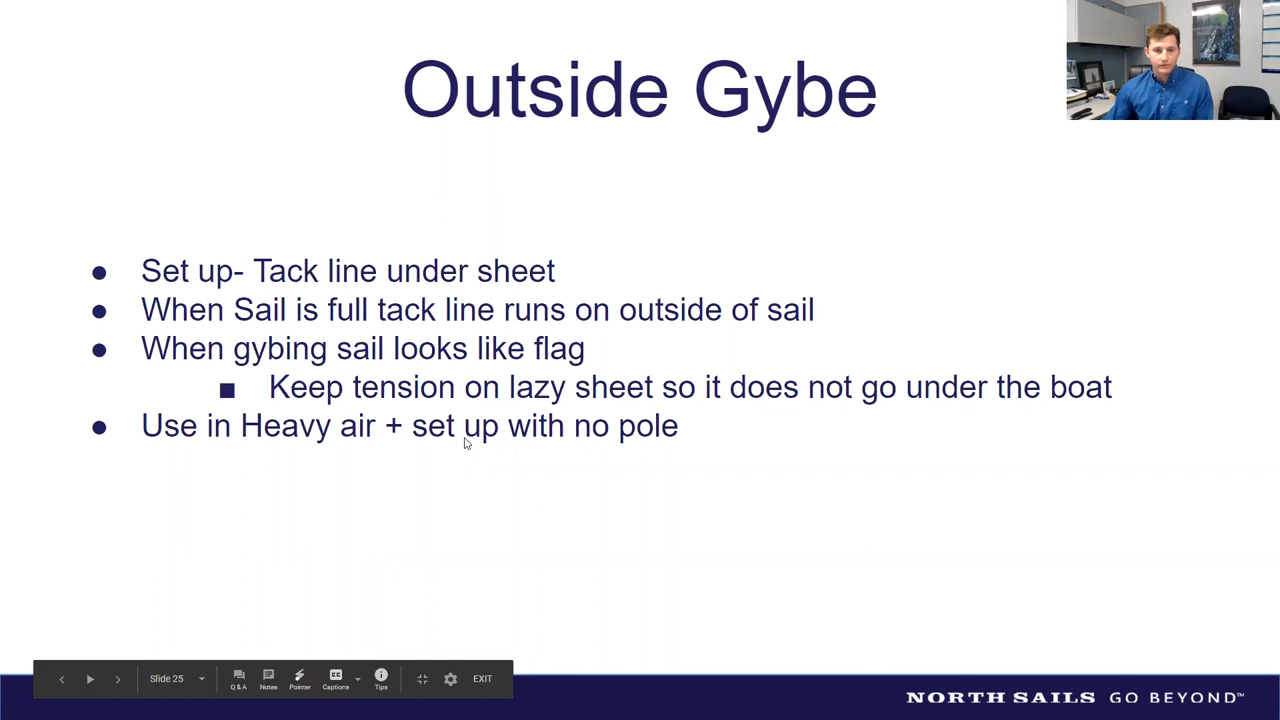 Outside Gybe
● Set up- Tack line under sheet
● When Sail is full tack line runs on outside of sail
● When gybing sail looks like flag
■ Keep tension on lazy sheet so it does not go under the boat
● Use in Heavy air + set up with no pole
Slide 25
Q & A
Notes
Pointer
CC
Captions
Tips
EXIT
NORTH SAILS GO BEYOND™